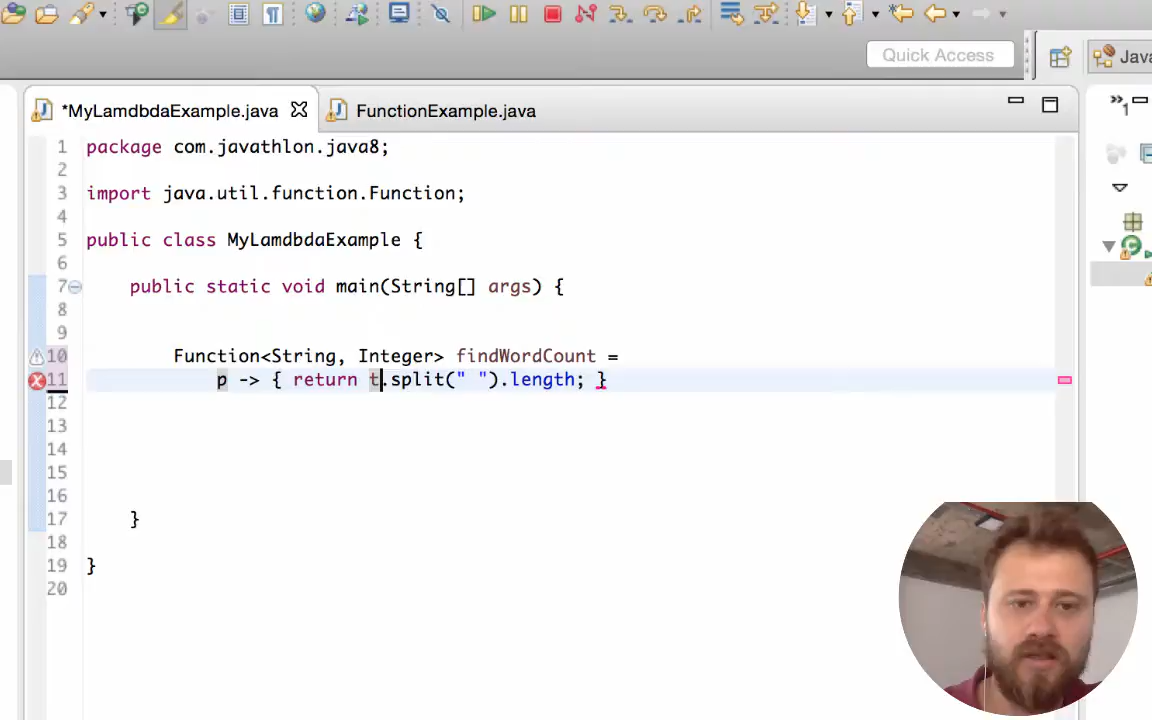 Quick Access
Java
*MyLamdbdaExample.java
FunctionExample.java
1 package com.javathlon.java8;
2
3 import java.util.function.Function;
4
5 public class MyLamdbdaExample {
6
7 public static void main(String[] args) {
8
9
10 Function<String, Integer> findWordCount =
11 p -> { return t.split(" ").length; }
12
13
14
15
16
17 }
18
19 }
20